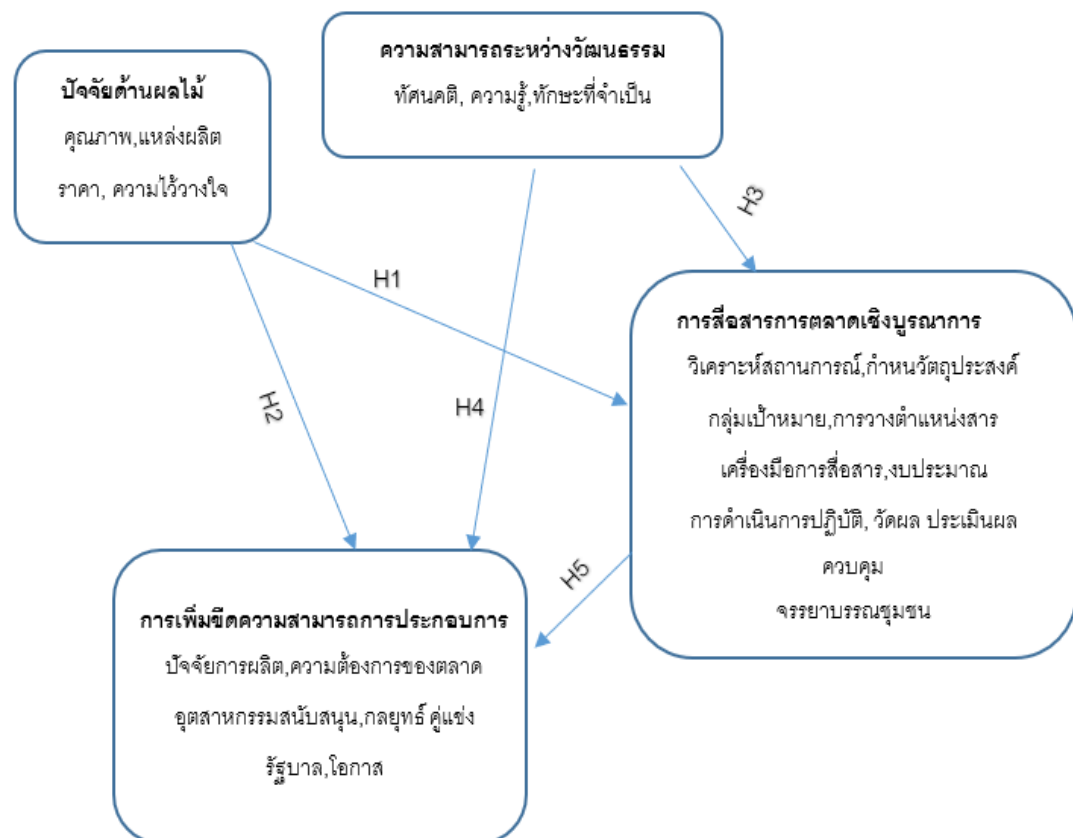 ความสามารถระหว่างวัฒนธรรม
ทัศนคติ, ความรู้,ทักษะที่จำเป็น
ปัจจัยด้านผลไม้
คุณภาพ,แหล่งผลิต
ราคา, ความไว้วางใจ
H3
H1
H2
H4
การสื่อสารการตลาดเชิงบูรณาการ
วิเคราะห์สถานการณ์,กำหนวัตถุประสงค์
กลุ่มเป้าหมาย,การวางตำแหน่งสาร
เครื่องมือการสื่อสาร,งบประมาณ
การดำเนินการปฏิบัติ, วัดผล ประเมินผล
ควบคุม
จรรยาบรรณชุมชน
H5
การเพิ่มขีดความสามารถการประกอบการ
ปัจจัยการผลิต,ความต้องการของตลาด
อุตสาหกรรมสนับสนุน,กลยุทธ์ คู่แข่ง
รัฐบาล,โอกาส